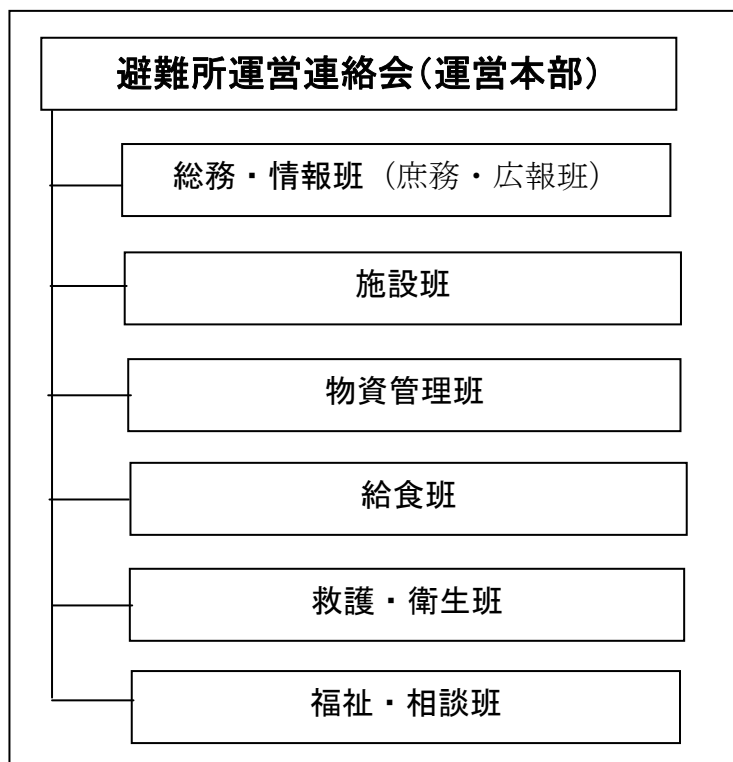 避難所運営連絡会（運営本部）
総務・情報班（庶務・広報班）
施設班
物資管理班
給食班
救護・衛生班
福祉・相談班